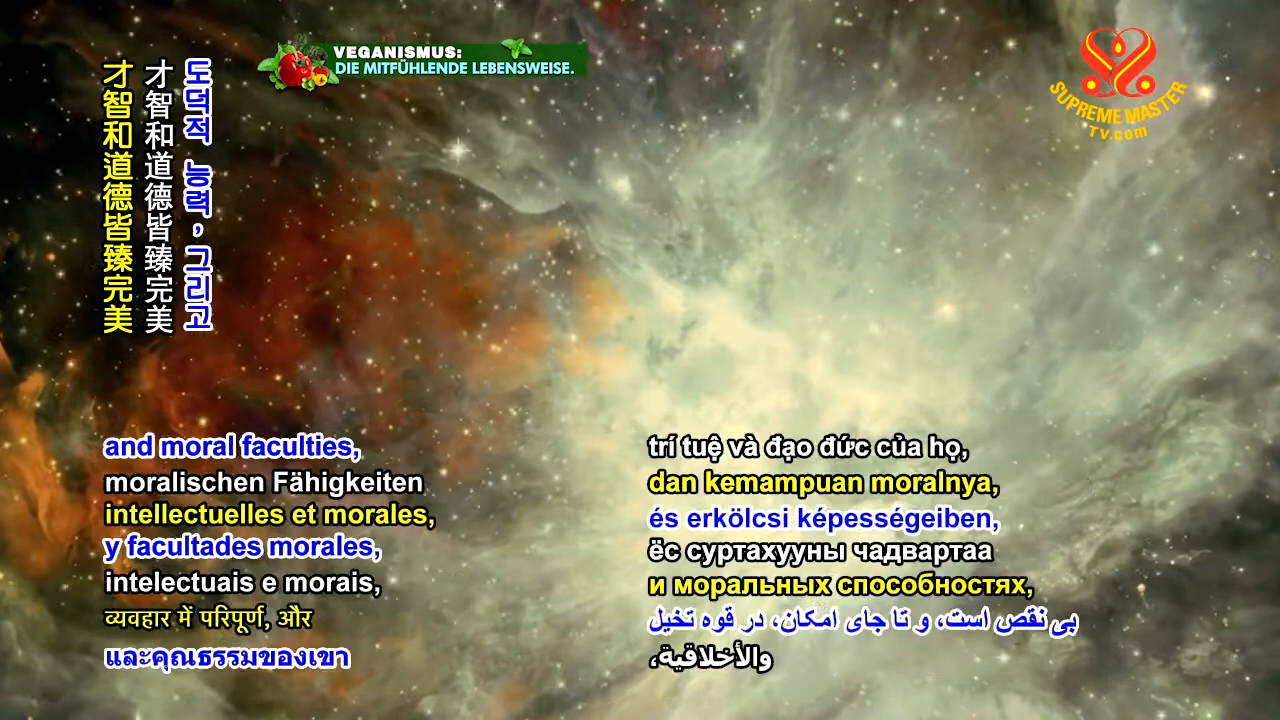 VEGANISMUS:
DIE MITFÜHLENDE LEBENSWEISE.
SUPREME MASTER
TV.com
도덕적 능력, 그리고
才智和道德皆臻完美
才智和道德皆臻完美
and moral faculties,
moralischen Fähigkeiten
intellectuelles et morales,
y facultades morales,
intelectuais e morais,
व्यवहार में परिपूर्ण, और
และคุณธรรมของเขา
trí tuệ và đạo đức của họ,
dan kemampuan moralnya,
és erkölcsi képességeiben,
ёс суртахууны чадвартаа
и моральных способностях,
بی نقص است، و تا جای امکان، در قوه تخیل
والأخلاقية،